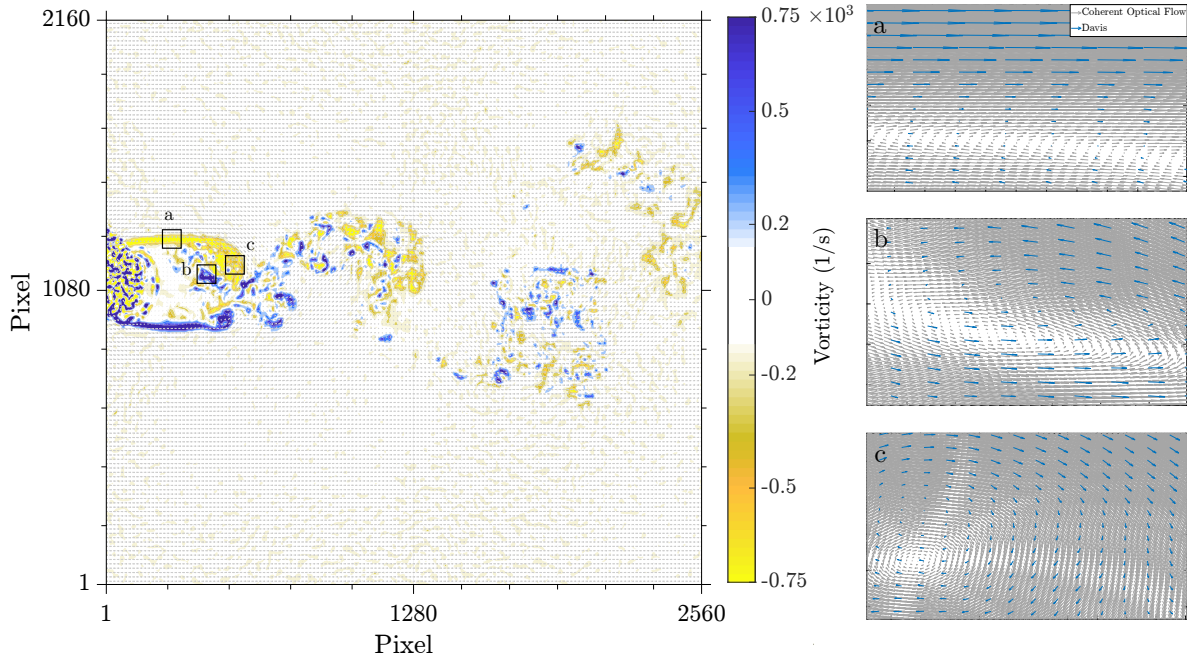 2160
1080
1
1
1280
2560
Pixel
Pixel
a
b
c
0.75 ×10³
0.5
0.2
0
-0.2
-0.5
-0.75
Vorticity (1/s)
a
Coherent Optical Flow
Davis
b
c